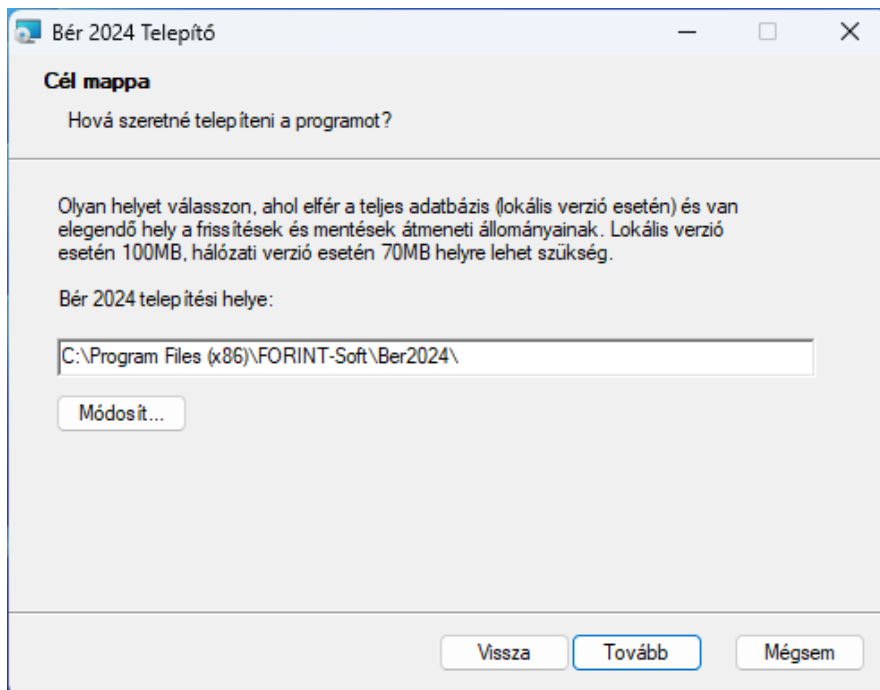 Bér 2024 Telepítő
Cél mappa
Hová szeretné telepíteni a programot?
Olyan helyet válasszon, ahol elfér a teljes adatbázis (lokális verzió esetén) és van
elegendő hely a frissítések és mentések átmeneti állományainak. Lokális verzió
esetén 100MB, hálózati verzió esetén 70MB helyre lehet szükség.
Bér 2024 telepítési helye:
C:\Program Files (x86)\FORINT-Soft\Ber2024\
Módosít...
Vissza
Tovább
Mégsem